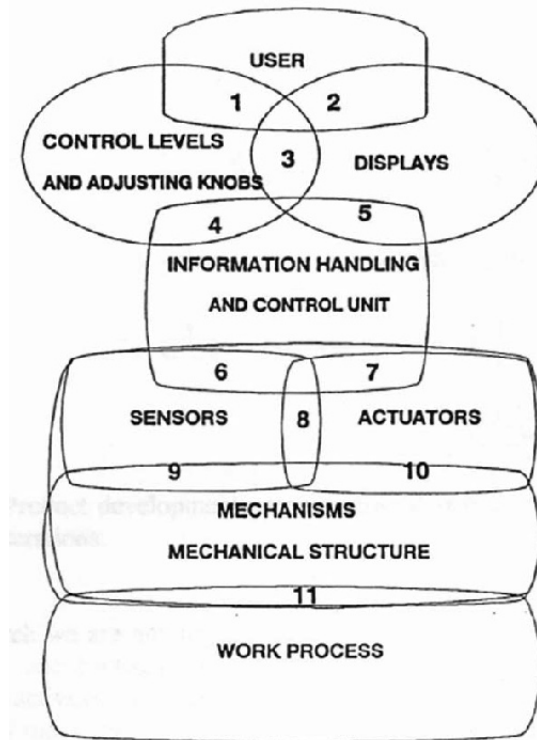 USER
1 2
CONTROL LEVELS
3
DISPLAYS
AND ADJUSTING KNOBS
4 5
INFORMATION HANDLING
AND CONTROL UNIT
6 7
SENSORS 8 ACTUATORS
9 10
MECHANISMS
MECHANICAL STRUCTURE
11
WORK PROCESS